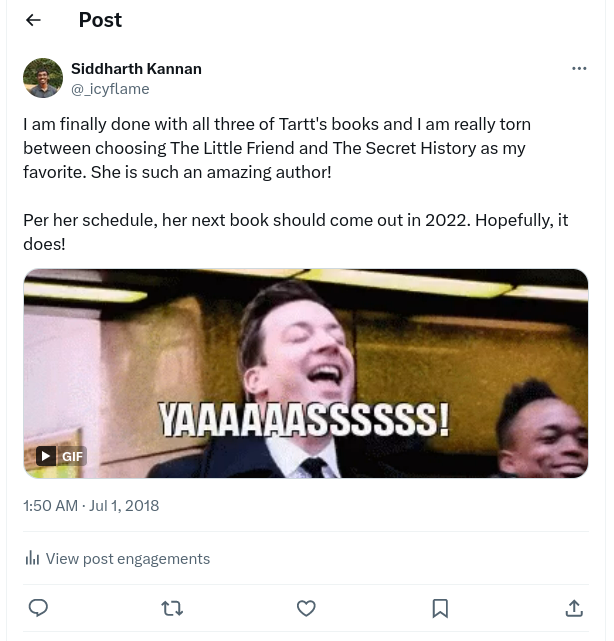 Post
Siddharth Kannan
@_icyflame
I am finally done with all three of Tartt's books and I am really torn
between choosing The Little Friend and The Secret History as my
favorite. She is such an amazing author!
Per her schedule, her next book should come out in 2022. Hopefully, it
does!
YAAAAAASSSSSS!
GIF
1:50 AM · Jul 1, 2018
View post engagements